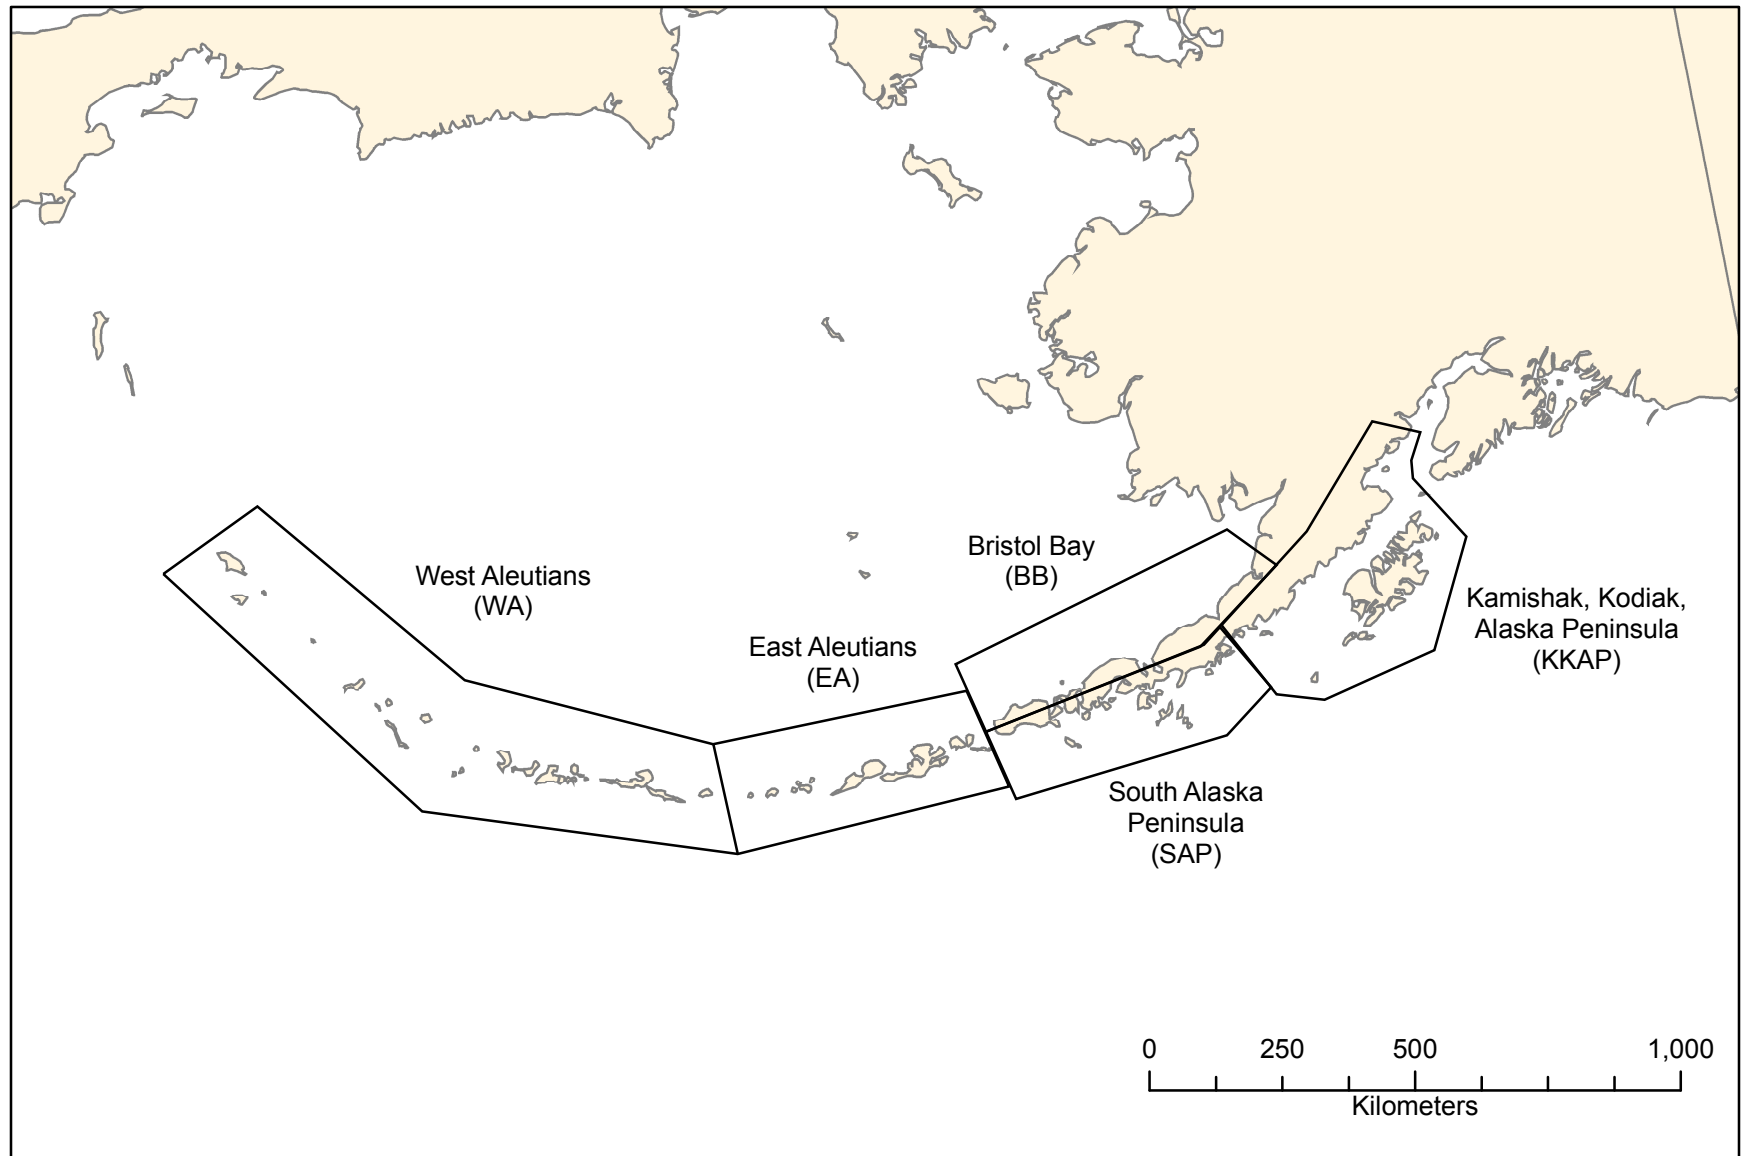 Bristol Bay
(BB)
West Aleutians
(WA)
Kamishak, Kodiak,
Alaska Peninsula
(KKAP)
East Aleutians
(EA)
South Alaska
Peninsula
(SAP)
0 250 500 1,000
Kilometers